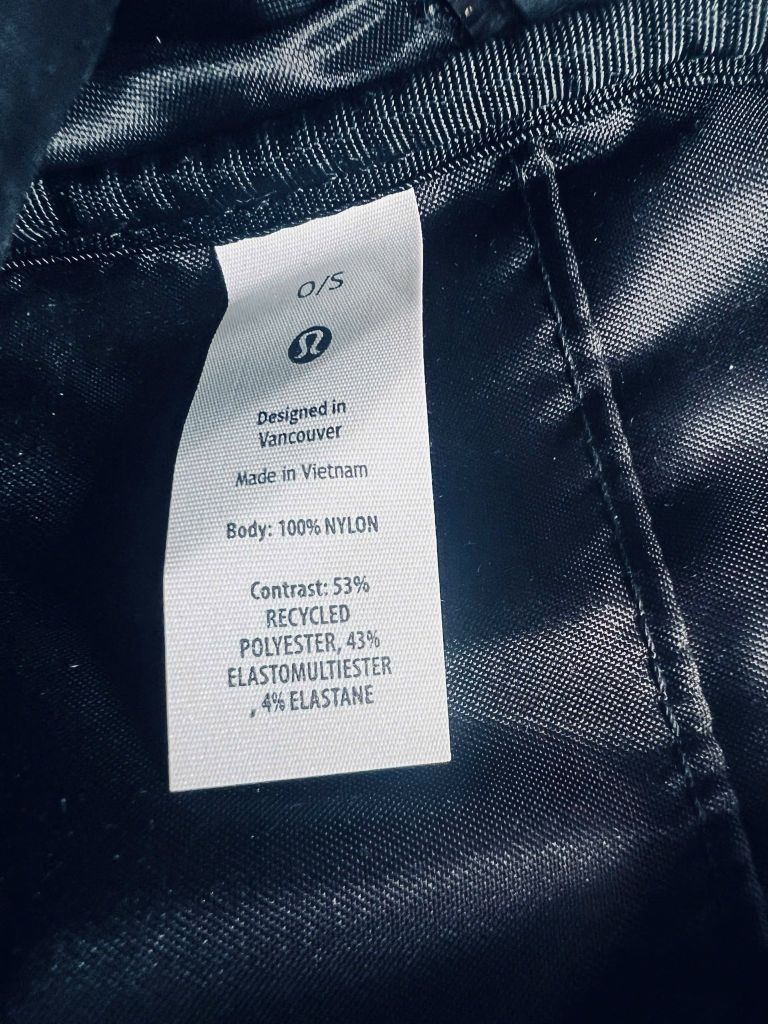 O/S
Designed in
Vancouver
Made in Vietnam
Body: 100% NYLON
Contrast: 53%
RECYCLED
POLYESTER, 43%
ELASTOMULTIESTER
, 4% ELASTANE